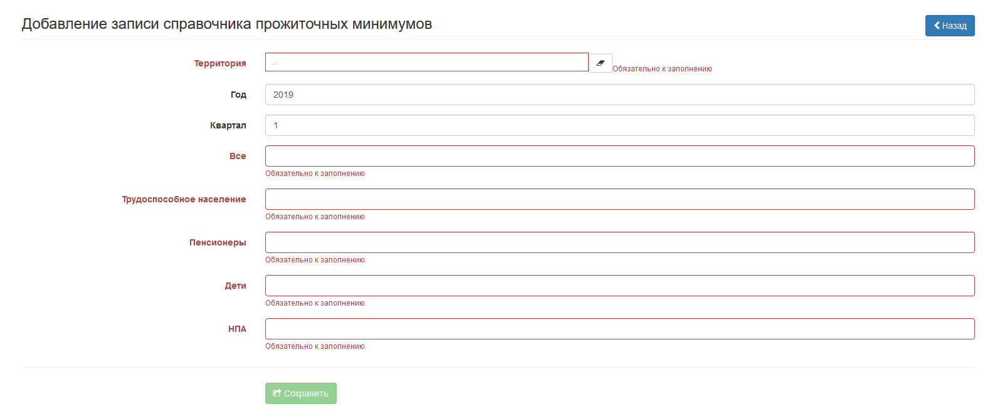 Добавление записи справочника прожиточных минимумов
Назад
Территория
...
Обязательно к заполнению
Год
2019
Квартал
1
Все
Обязательно к заполнению
Трудоспособное население
Обязательно к заполнению
Пенсионеры
Обязательно к заполнению
Дети
Обязательно к заполнению
НПА
Обязательно к заполнению
Сохранить